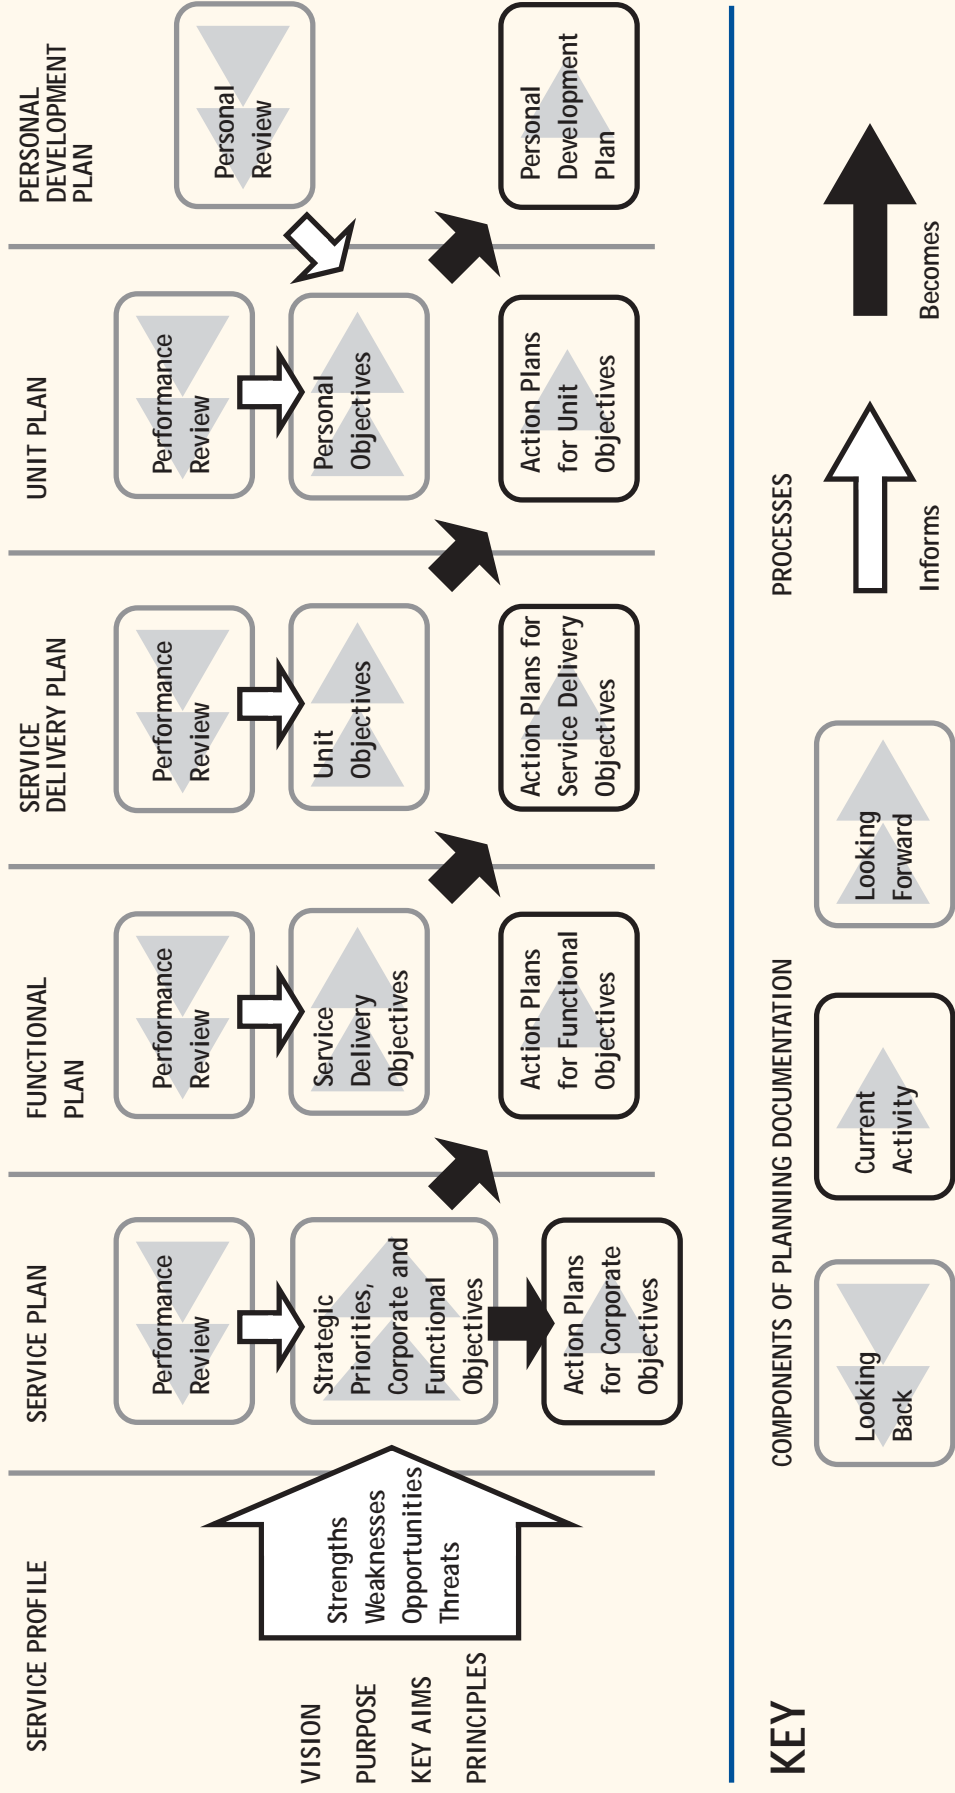 SERVICE PROFILE
VISION
PURPOSE
KEY AIMS
PRINCIPLES
Strengths
Weaknesses
Opportunities
Threats
SERVICE PLAN
Performance
Review
Strategic
Priorities,
Corporate and
Functional
Objectives
Action Plans
for Corporate
Objectives
FUNCTIONAL
PLAN
Performance
Review
Service
Delivery
Objectives
Action Plans
for Functional
Objectives
SERVICE
DELIVERY PLAN
Performance
Review
Unit
Objectives
Action Plans for
Service Delivery
Objectives
UNIT PLAN
Performance
Review
Personal
Objectives
Action Plans
for Unit
Objectives
PERSONAL
DEVELOPMENT
PLAN
Personal
Review
Personal
Development
Plan
KEY
COMPONENTS OF PLANNING DOCUMENTATION
Looking
Back
Current
Activity
Looking
Forward
PROCESSES
Informs
Becomes